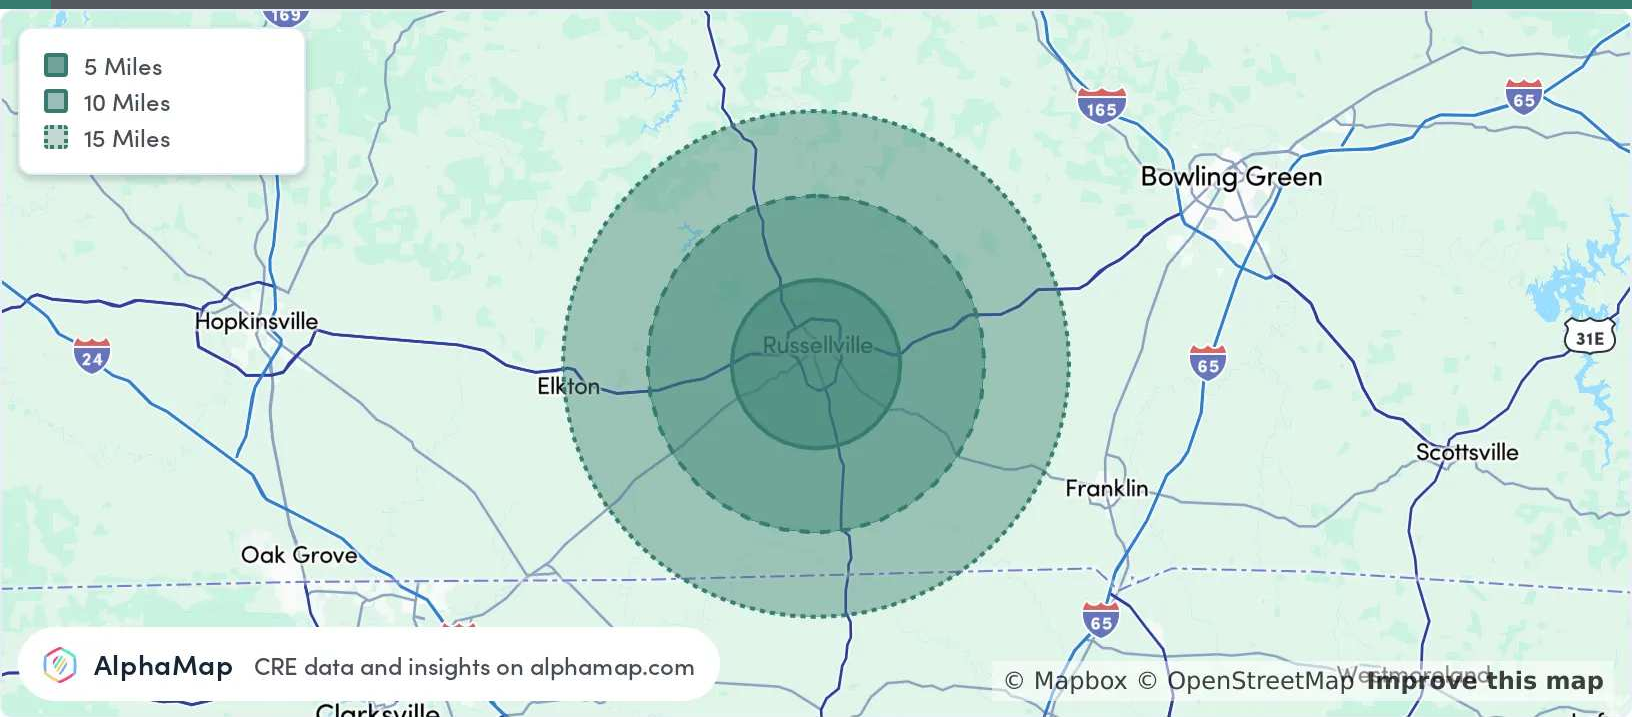 169
5 Miles
10 Miles
15 Miles
165
65
Bowling Green
Hopkinsville
24
31E
Russellville
65
Elkton
Scottsville
Franklin
Oak Grove
65
AlphaMap CRE data and insights on alphamap.com
Westmoreland
© Mapbox © OpenStreetMap Improve this map
Clarksville